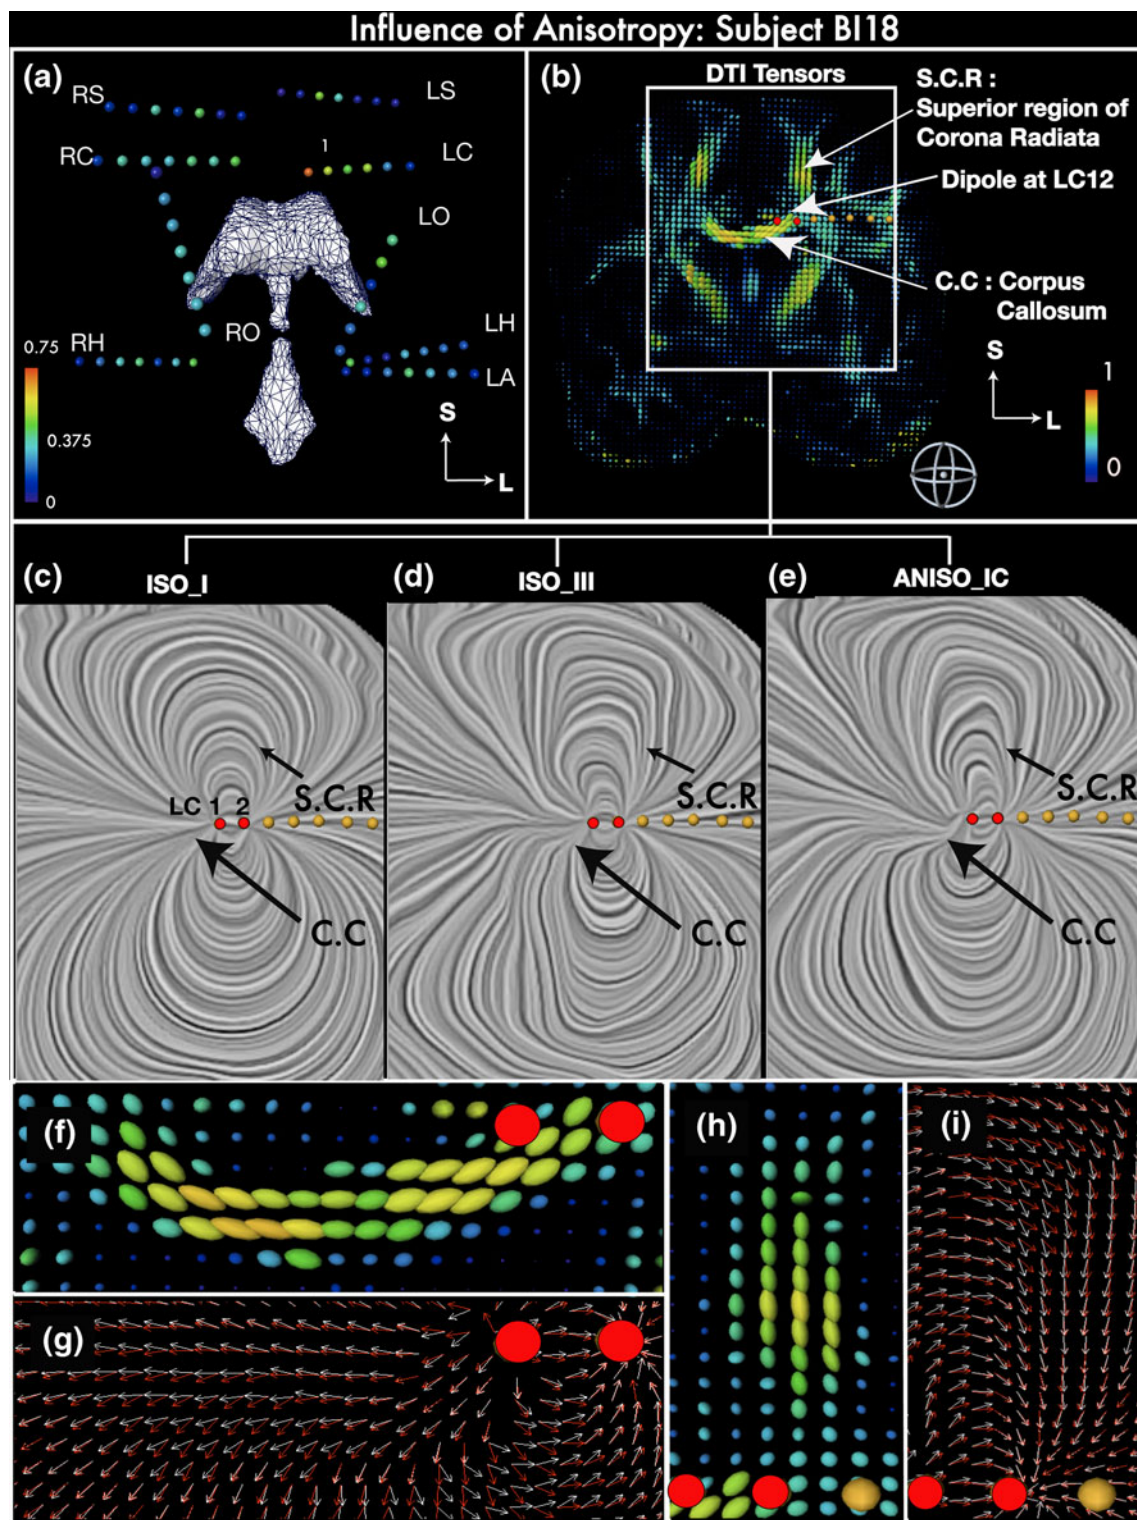 Influence of Anisotropy: Subject BI18
(a)
RS
LS
RC
1
LC
LO
RO
LH
RH
LA
0.75
0.375
0
S
L
(b)
DTI Tensors
S.C.R :
Superior region of
Corona Radiata
Dipole at LC12
C.C : Corpus
Callosum
S
L
1
0
(c)
ISO_I
(d)
ISO_III
(e)
ANISO_IC
LC 1 2
S.C.R
C.C
S.C.R
C.C
S.C.R
C.C
(f)
(g)
(h)
(i)